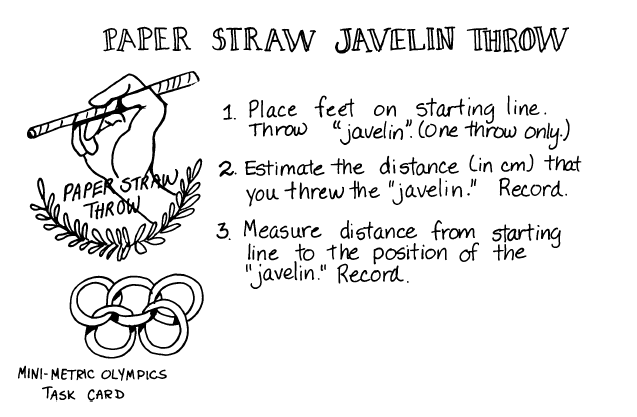 PAPER STRAW JAVELIN THROW
1. Place feet on starting line.
Throw "javelin". (One throw only.)
2. Estimate the distance (in cm) that
you threw the "javelin." Record.
3. Measure distance from starting
line to the position of the
"javelin." Record.
PAPER STRAW
THROW
MINI-METRIC OLYMPICS
TASK CARD